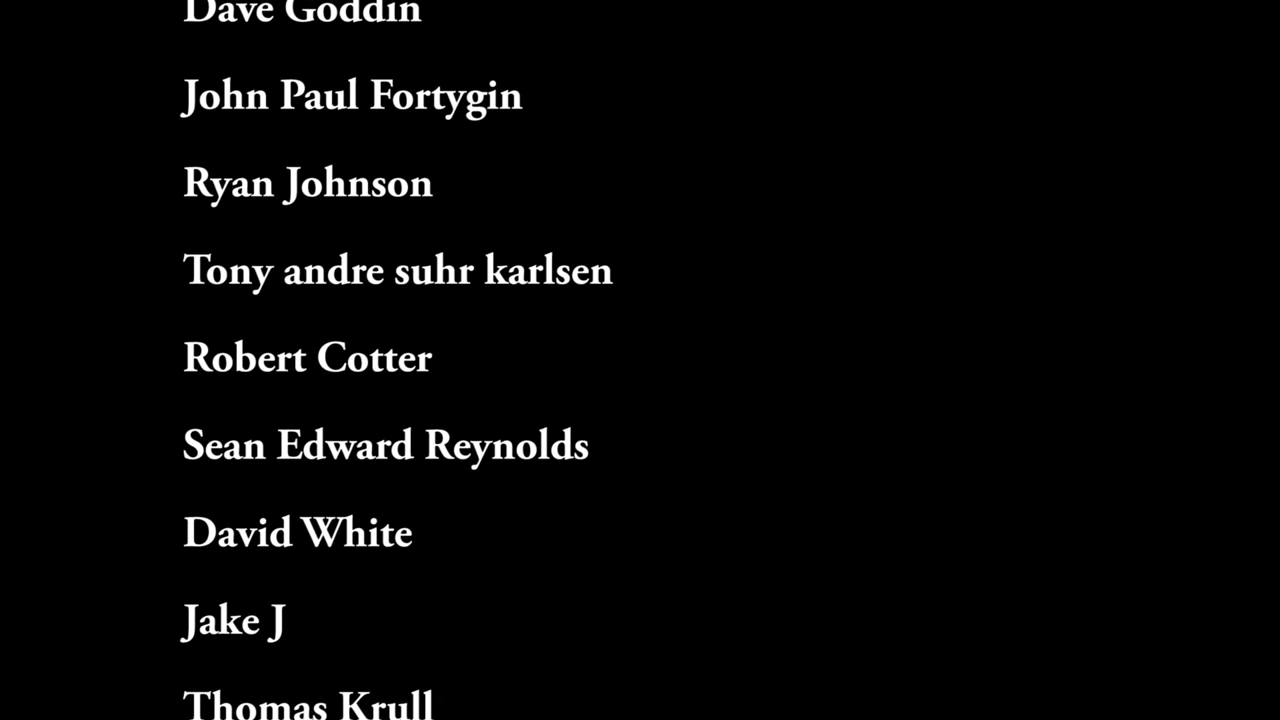 Dave Goddin
John Paul Fortygin
Ryan Johnson
Tony andre suhr karlsen
Robert Cotter
Sean Edward Reynolds
David White
Jake J
Thomas Krull